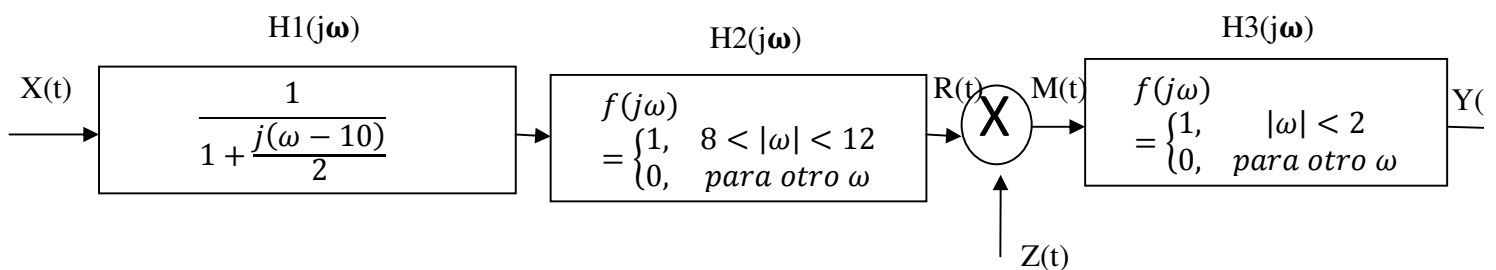 H1(jω)
H2(jω)
H3(jω)
X(t)
1
1 + j(ω − 10)
2
f(jω)
= {1, 8 < |ω| < 12
0, para otro ω
R(t)
X
M(t)
Z(t)
f(jω)
= {1, |ω| < 2
0, para otro ω
Y(